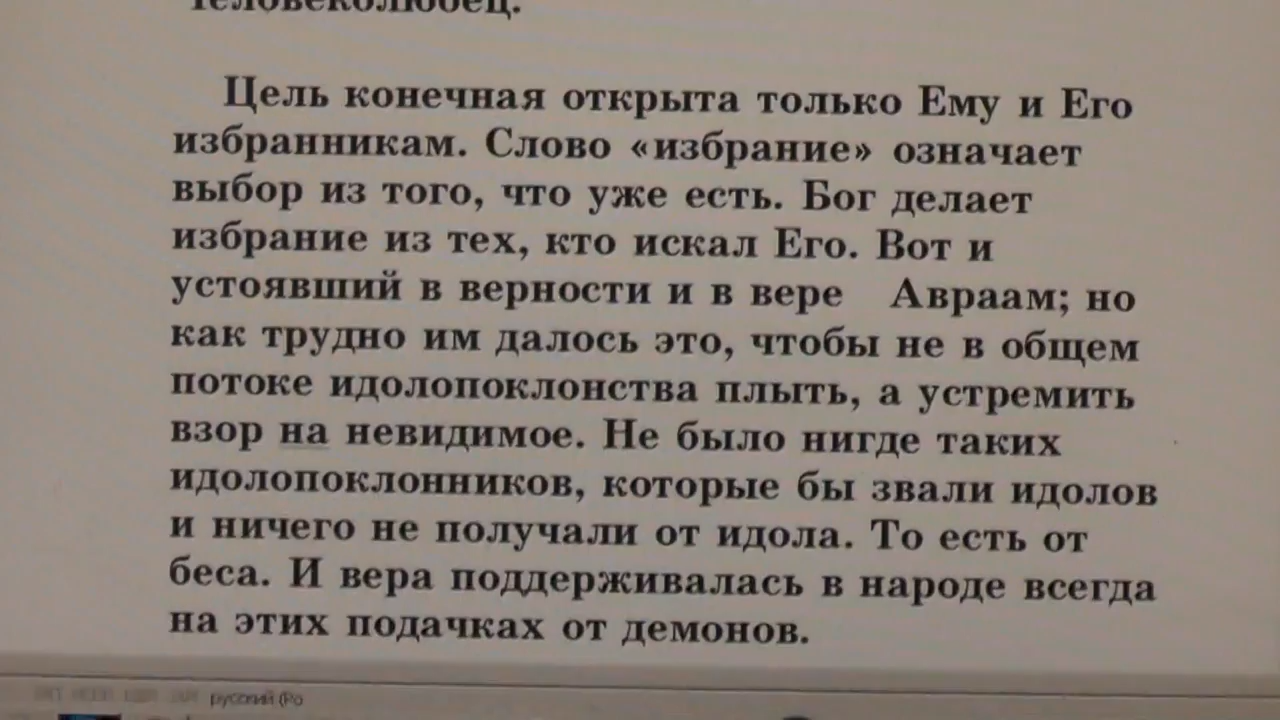 Человеколюбец.
Цель конечная открыта только Ему и Его
избранникам. Слово «избрание» означает
выбор из того, что уже есть. Бог делает
избрание из тех, кто искал Его. Вот и
устоявший в верности и в вере Авраам; но
как трудно им далось это, чтобы не в общем
потоке идолопоклонства плыть, а устремить
взор на невидимое. Не было нигде таких
идолопоклонников, которые бы звали идолов
и ничего не получали от идола. То есть от
беса. И вера поддерживалась в народе всегда
на этих подачках от демонов.
русский (Ро